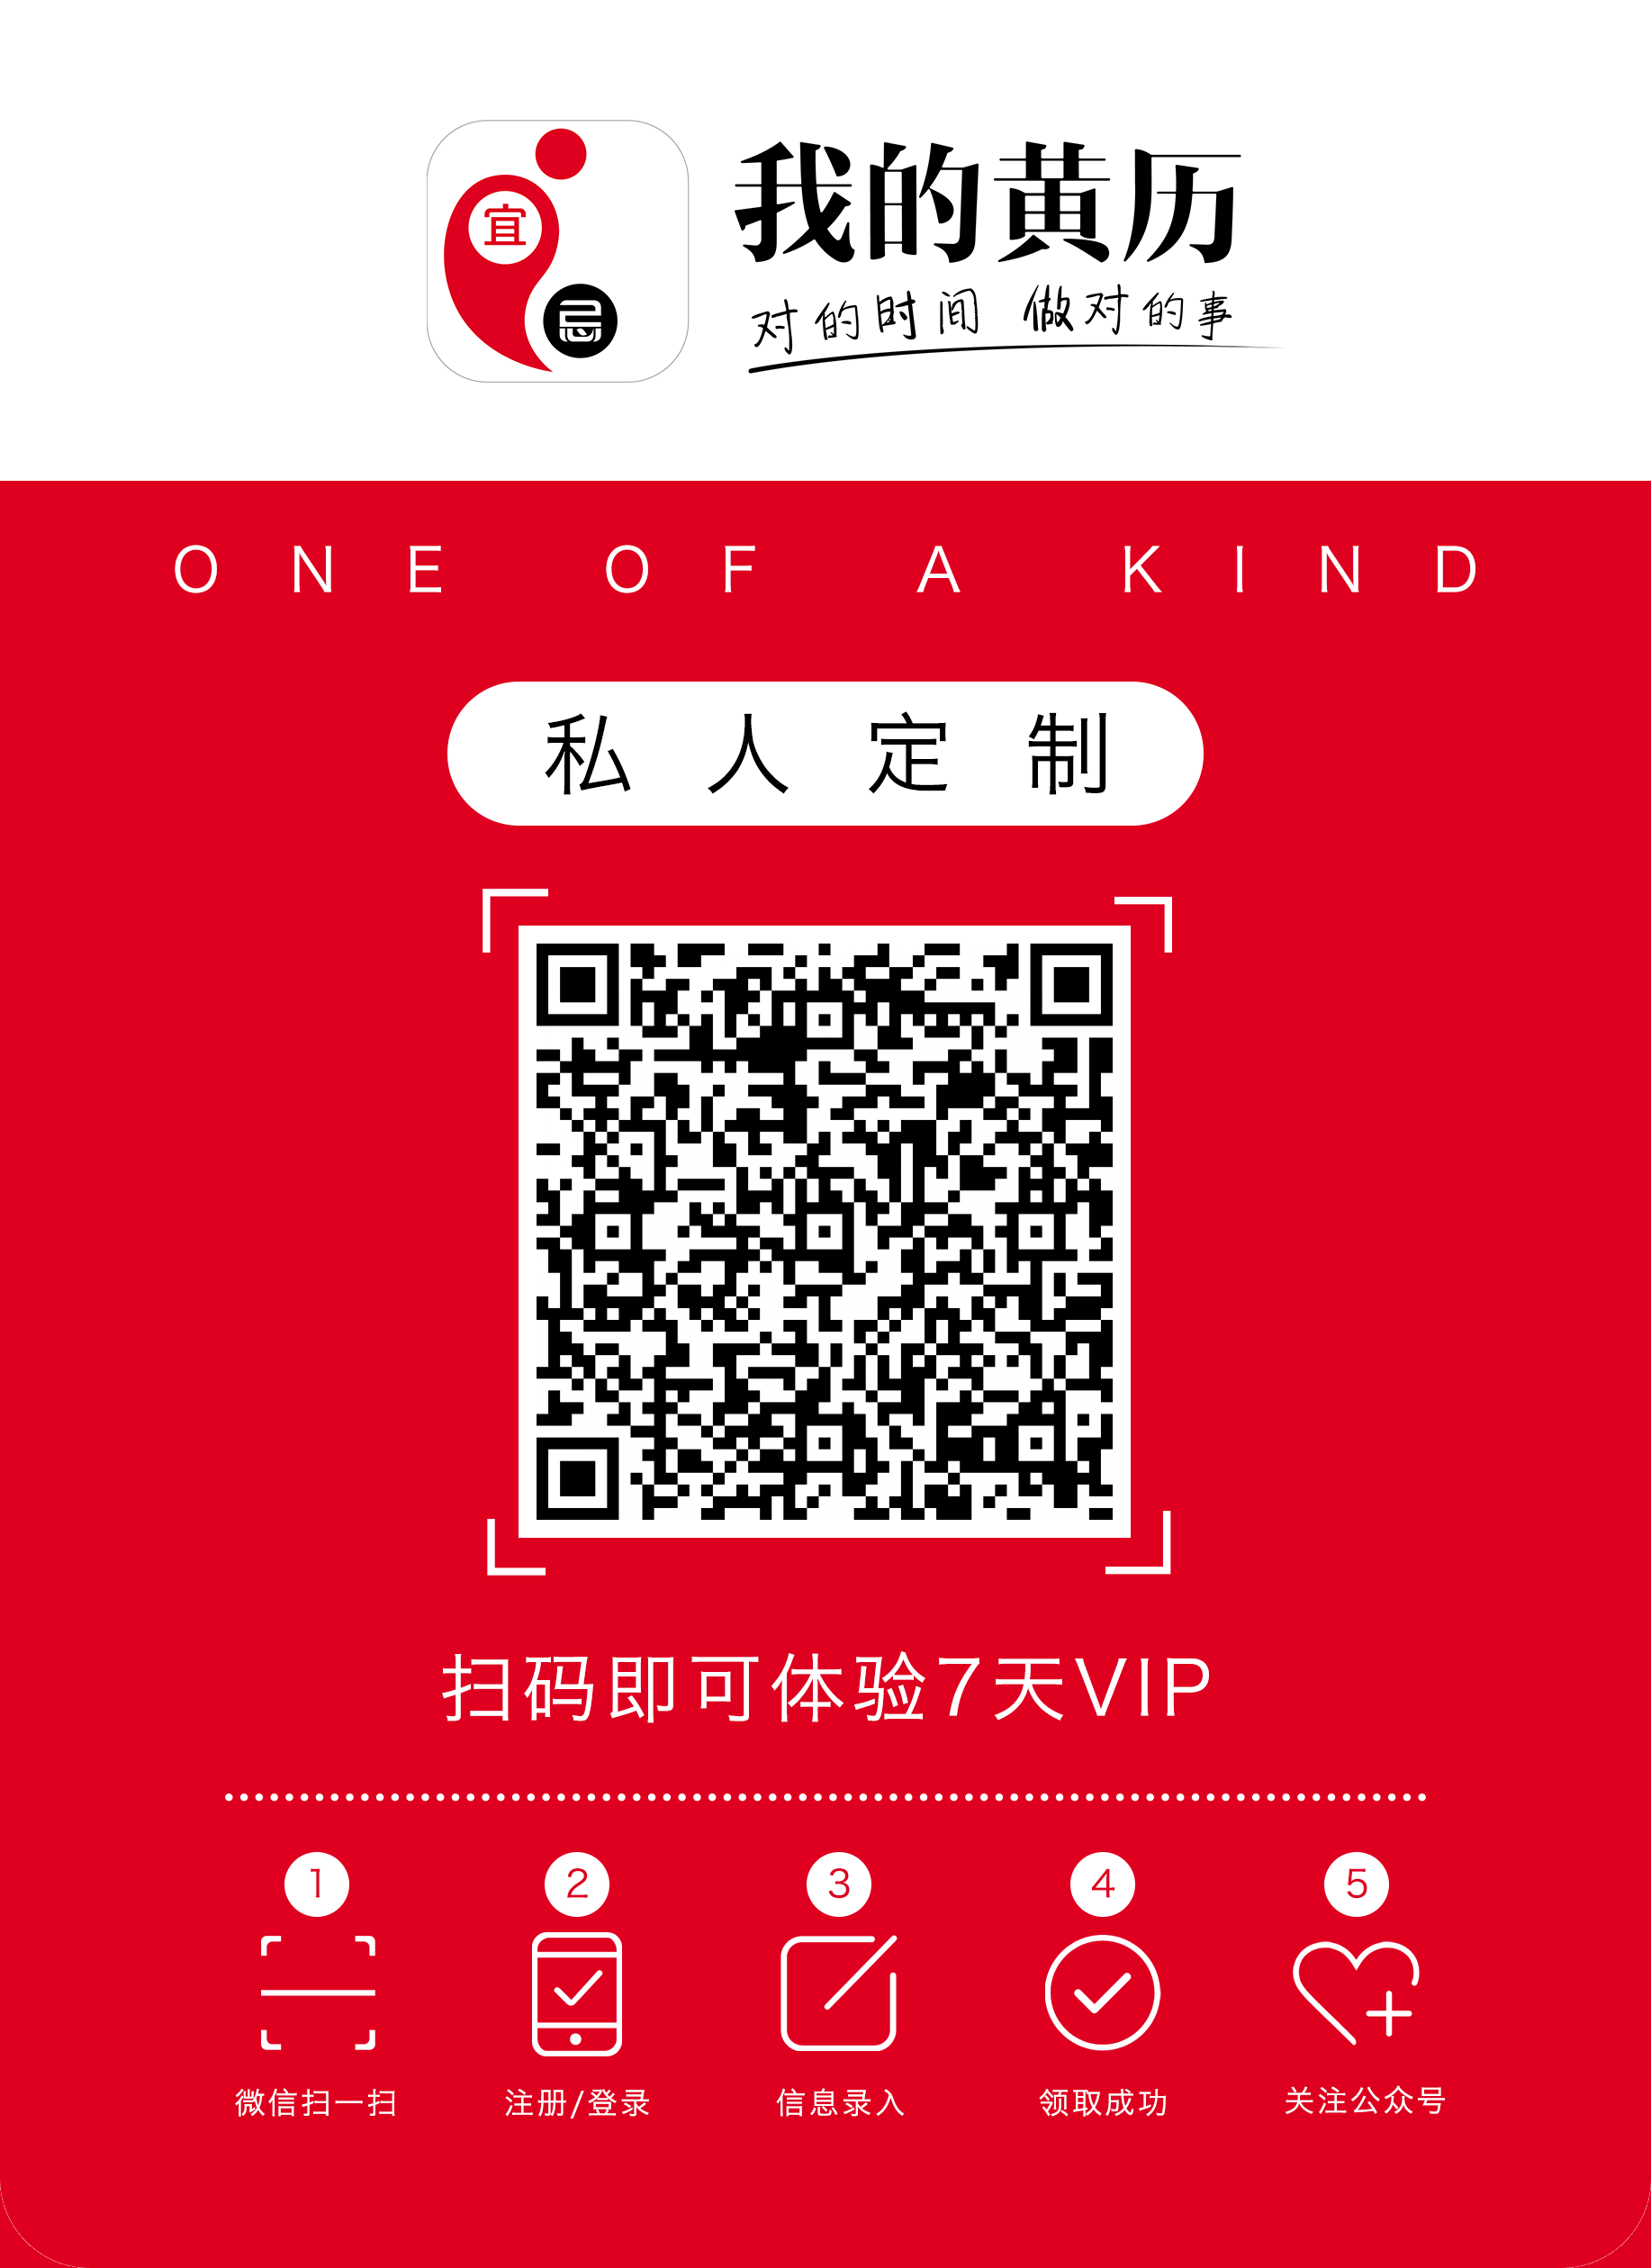 宜
忌
我的黄历
对的时间 做对的事
ONE OF A KIND
私人定制
扫码即可体验7天VIP
1
2
3
4
5
微信扫一扫
注册/登录
信息录入
领取成功
关注公众号